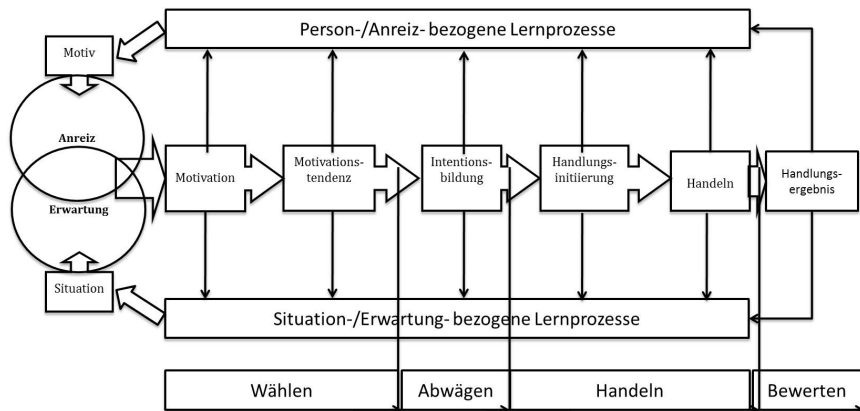 Person-/Anreiz- bezogene Lernprozesse
Motiv
Anreiz
Erwartung
Situation
Motivation
Motivations-
tendenz
Intentions-
bildung
Handlungs-
initiierung
Handeln
Handlungs-
ergebnis
Situation-/Erwartung- bezogene Lernprozesse
Wählen
Abwägen
Handeln
Bewerten